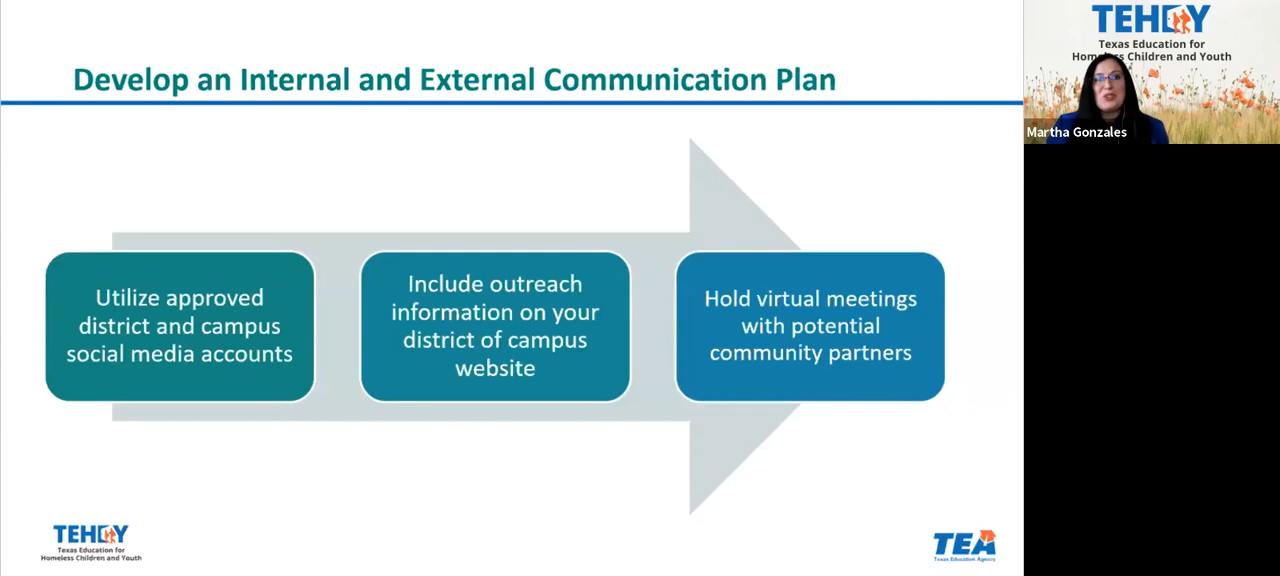 Develop an Internal and External Communication Plan
Utilize approved
district and campus
social media accounts
Include outreach
information on your
district of campus
website
Hold virtual meetings
with potential
community partners
TEHCY
Texas Education for
Homeless Children and Youth
TEA
Texas Education Agency
TEHCY
Texas Education for
Homeless Children and Youth
Martha Gonzales